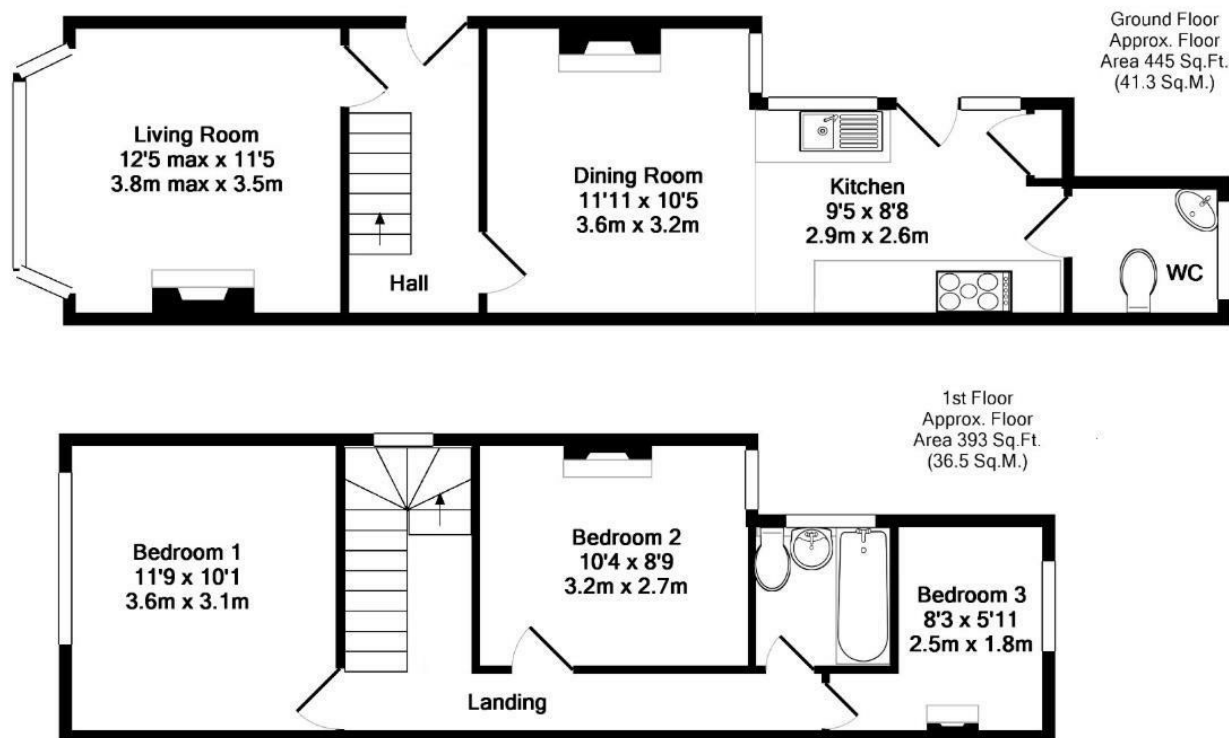 Ground Floor
Approx. Floor
Area 445 Sq.Ft.
(41.3 Sq.M.)
Living Room
12'5 max x 11'5
3.8m max x 3.5m
Hall
Dining Room
11'11 x 10'5
3.6m x 3.2m
Kitchen
9'5 x 8'8
2.9m x 2.6m
WC
1st Floor
Approx. Floor
Area 393 Sq.Ft.
(36.5 Sq.M.)
Bedroom 1
11'9 x 10'1
3.6m x 3.1m
Bedroom 2
10'4 x 8'9
3.2m x 2.7m
Bedroom 3
8'3 x 5'11
2.5m x 1.8m
Landing